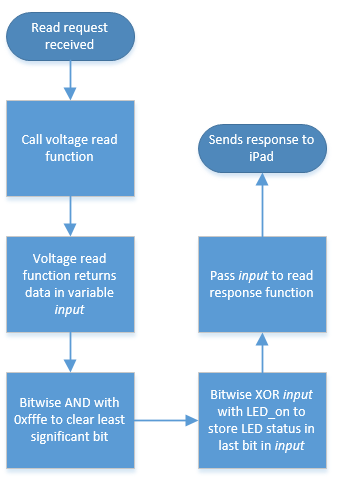 Read request
received
Call voltage read
function
Voltage read
function returns
data in variable
input
Bitwise AND with
0xfffe to clear least
significant bit
Bitwise XOR input
with LED_on to
store LED status in
last bit in input
Pass input to read
response function
Sends response to
iPad